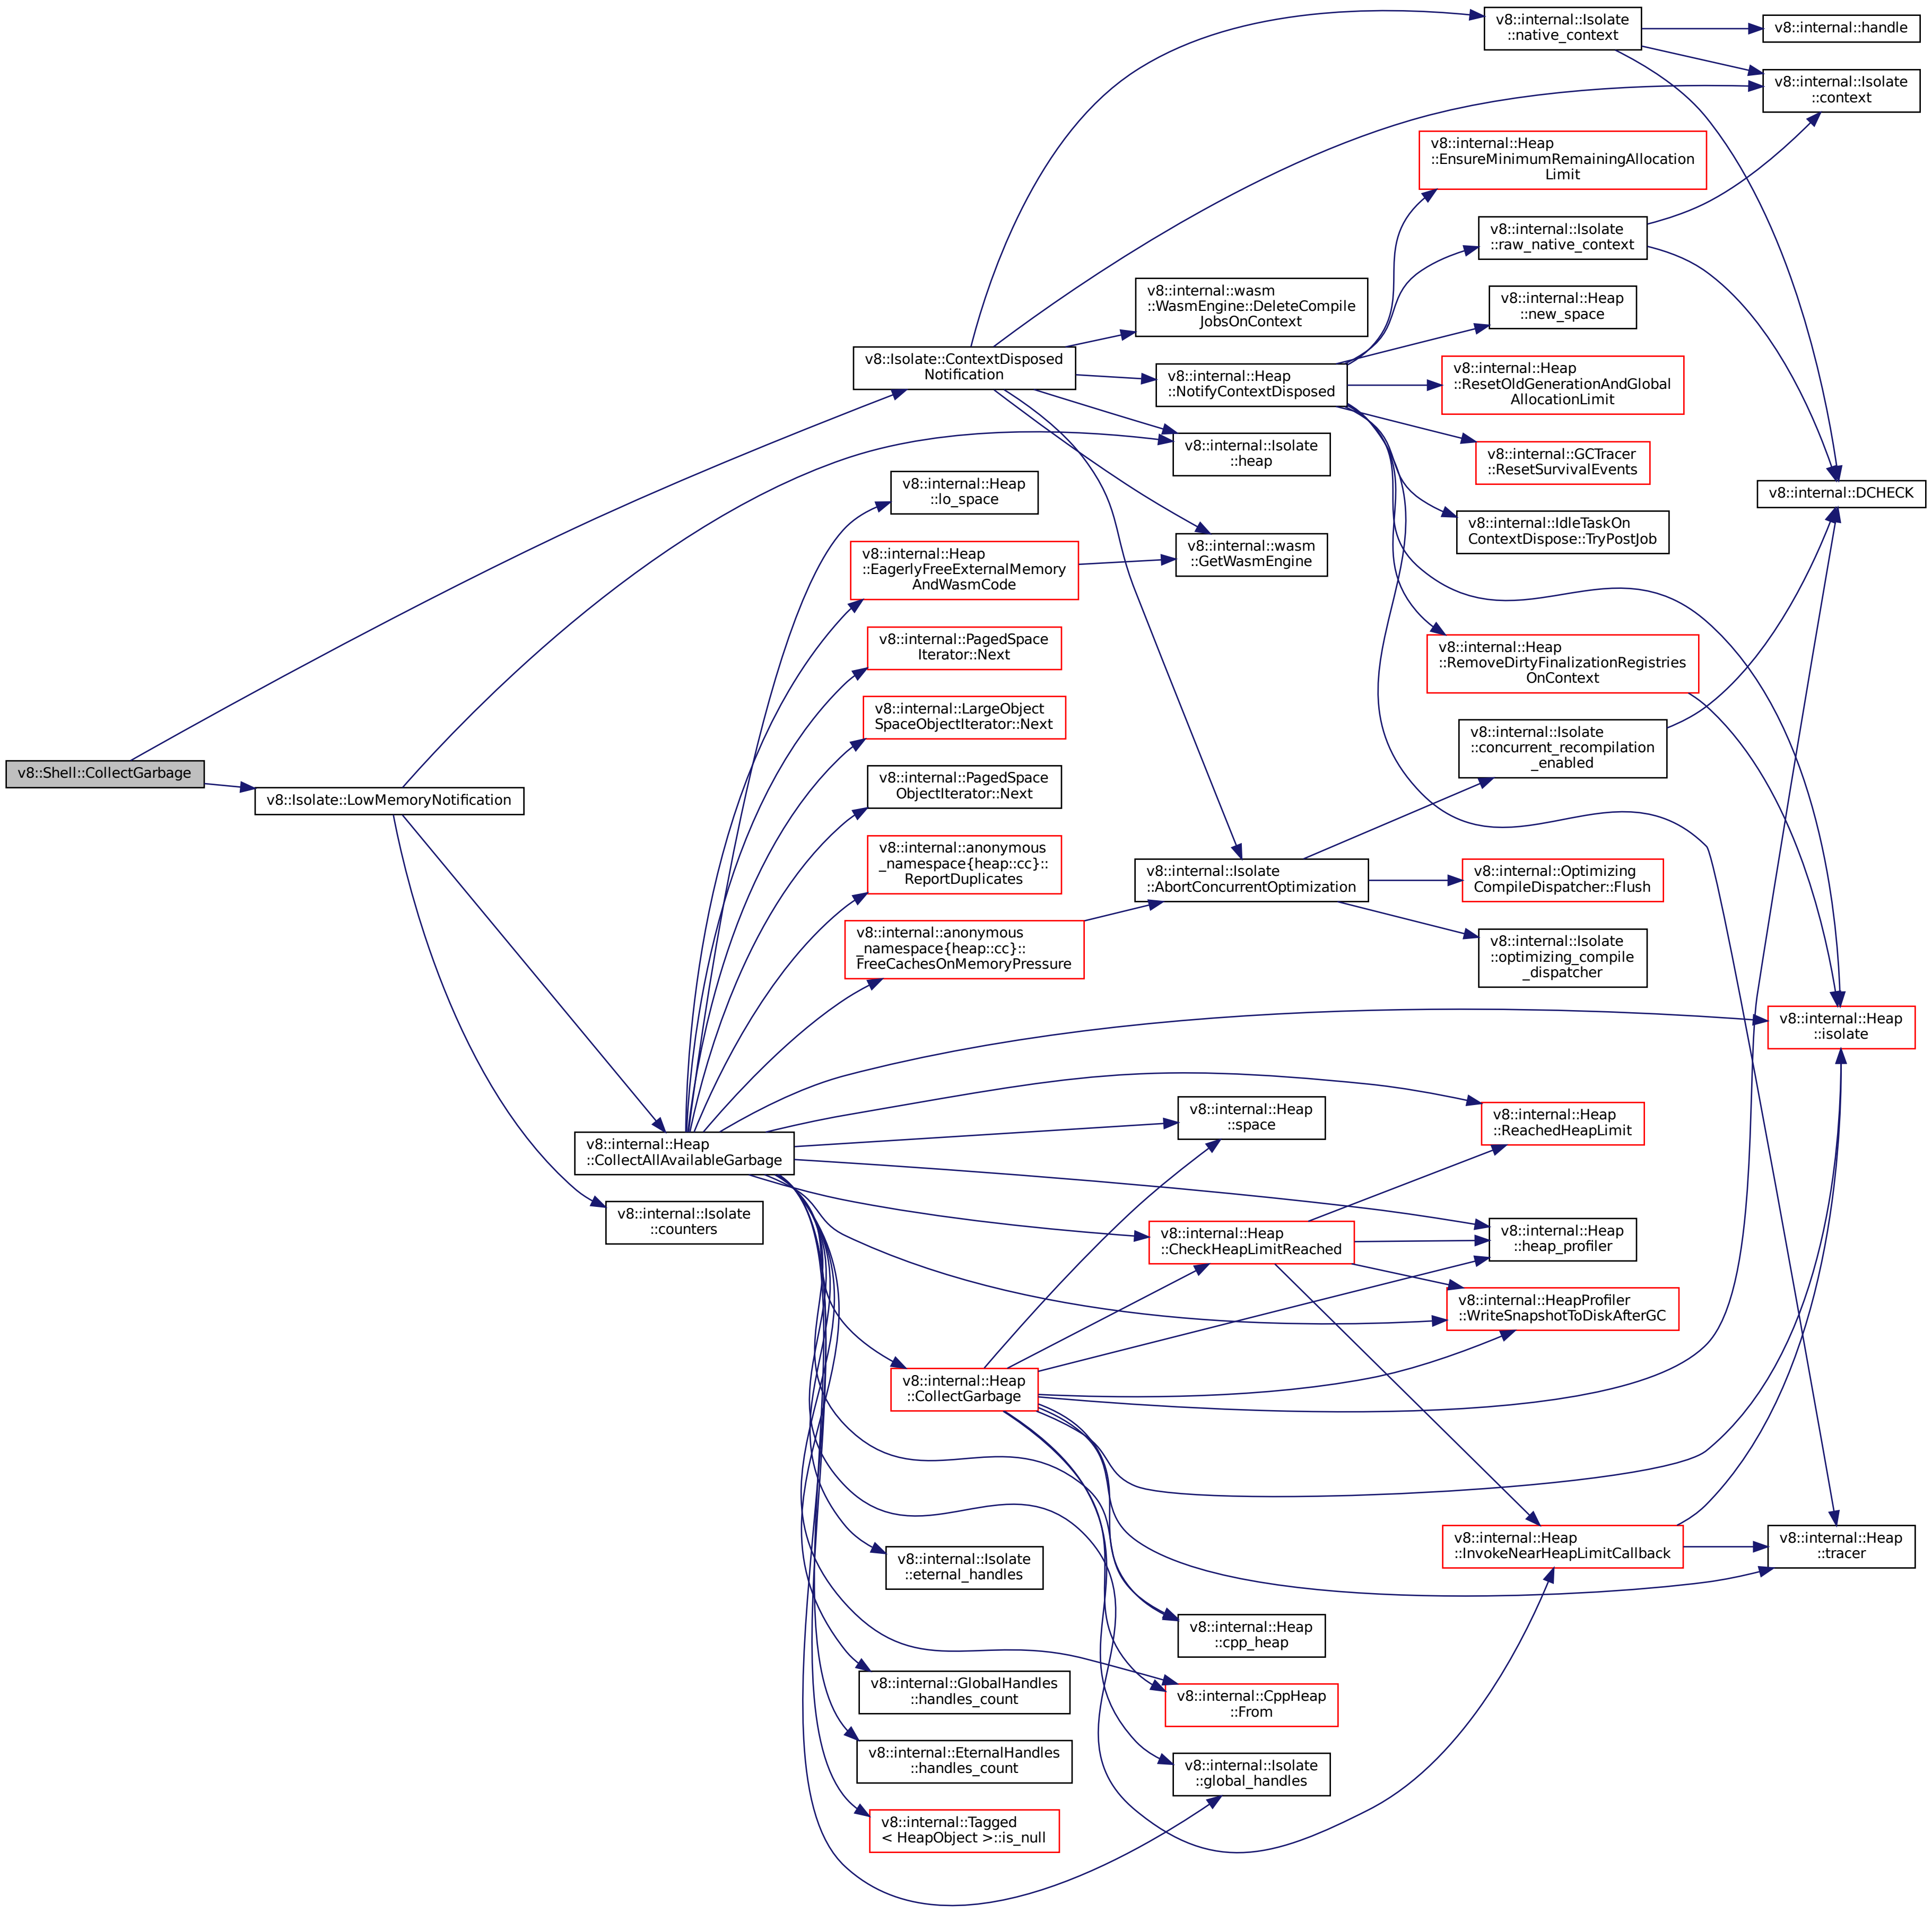 v8::Shell::CollectGarbage
v8::Isolate::LowMemoryNotification
v8::Isolate::ContextDisposed
Notification
v8::internal::Heap
::CollectAllAvailableGarbage
v8::internal::Isolate
::counters
v8::internal::Heap
::lo_space
v8::internal::Heap
::EagerlyFreeExternalMemory
AndWasmCode
v8::internal::PagedSpace
Iterator::Next
v8::internal::LargeObject
SpaceObjectIterator::Next
v8::internal::PagedSpace
ObjectIterator::Next
v8::internal::anonymous
_namespace{heap::cc}::
ReportDuplicates
v8::internal::anonymous
_namespace{heap::cc}::
FreeCachesOnMemoryPressure
v8::internal::Heap
::CollectGarbage
v8::internal::Isolate
::eternal_handles
v8::internal::GlobalHandles
::handles_count
v8::internal::EternalHandles
::handles_count
v8::internal::Tagged
< HeapObject >::is_null
v8::internal::wasm
::WasmEngine::DeleteCompile
JobsOnContext
v8::internal::Heap
::NotifyContextDisposed
v8::internal::Isolate
::heap
v8::internal::wasm
::GetWasmEngine
v8::internal::Isolate
::AbortConcurrentOptimization
v8::internal::Heap
::space
v8::internal::Heap
::CheckHeapLimitReached
v8::internal::Heap
::cpp_heap
v8::internal::CppHeap
::From
v8::internal::Isolate
::global_handles
v8::internal::Isolate
::native_context
v8::internal::Heap
::EnsureMinimumRemainingAllocation
Limit
v8::internal::Isolate
::raw_native_context
v8::internal::Heap
::new_space
v8::internal::Heap
::ResetOldGenerationAndGlobal
AllocationLimit
v8::internal::GCTracer
::ResetSurvivalEvents
v8::internal::IdleTaskOn
ContextDispose::TryPostJob
v8::internal::Heap
::RemoveDirtyFinalizationRegistries
OnContext
v8::internal::Isolate
::concurrent_recompilation
_enabled
v8::internal::Optimizing
CompileDispatcher::Flush
v8::internal::Isolate
::optimizing_compile
_dispatcher
v8::internal::Heap
::ReachedHeapLimit
v8::internal::Heap
::heap_profiler
v8::internal::HeapProfiler
::WriteSnapshotToDiskAfterGC
v8::internal::Heap
::InvokeNearHeapLimitCallback
v8::internal::handle
v8::internal::Isolate
::context
v8::internal::DCHECK
v8::internal::Heap
::isolate
v8::internal::Heap
::tracer